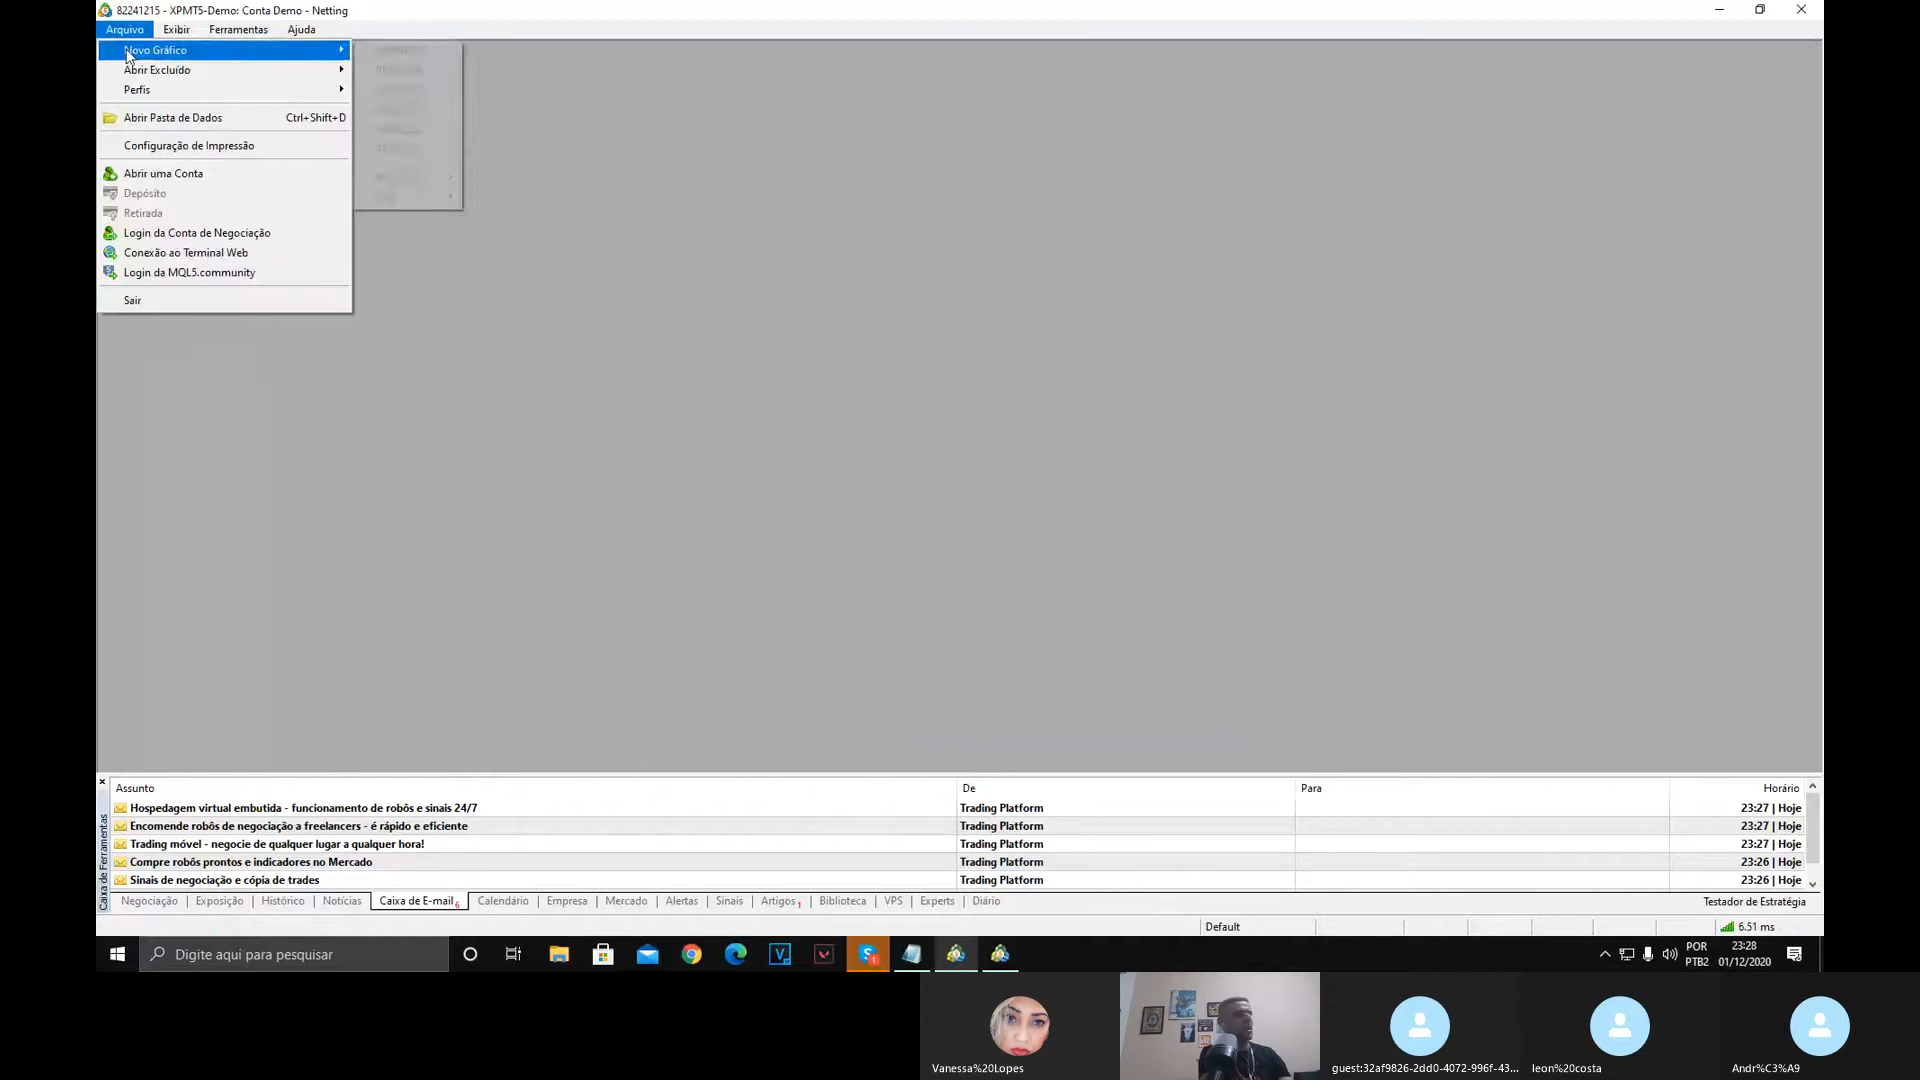 82241215 - XPMT5-Demo: Conta Demo - Netting
Arquivo Exibir Ferramentas Ajuda
Novo Gráfico
Abrir Excluído
Perfis
Abrir Pasta de Dados Ctrl+Shift+D
Configuração de Impressão
Abrir uma Conta
Depósito
Retirada
Login da Conta de Negociação
Conexão ao Terminal Web
Login da MQL5.community
Sair
Caixa de Ferramentas
Assunto De Para Horário
Hospedagem virtual embutida - funcionamento de robôs e sinais 24/7 Trading Platform 23:27 | Hoje
Encomende robôs de negociação a freelancers - é rápido e eficiente Trading Platform 23:27 | Hoje
Trading móvel - negocie de qualquer lugar a qualquer hora! Trading Platform 23:27 | Hoje
Compre robôs prontos e indicadores no Mercado Trading Platform 23:26 | Hoje
Sinais de negociação e cópia de trades Trading Platform 23:26 | Hoje
Negociação | Exposição | Histórico | Notícias | Caixa de E-mail 6 | Calendário | Empresa | Mercado | Alertas | Sinais | Artigos 1 | Biblioteca | VPS | Experts | Diário Testador de Estratégia
Default 6.51 ms
Digite aqui para pesquisar
POR 23:28
PTB2 01/12/2020
Vanessa%20Lopes guest:32af9826-2dd0-4072-996f-43... leon%20costa Andr%C3%A9